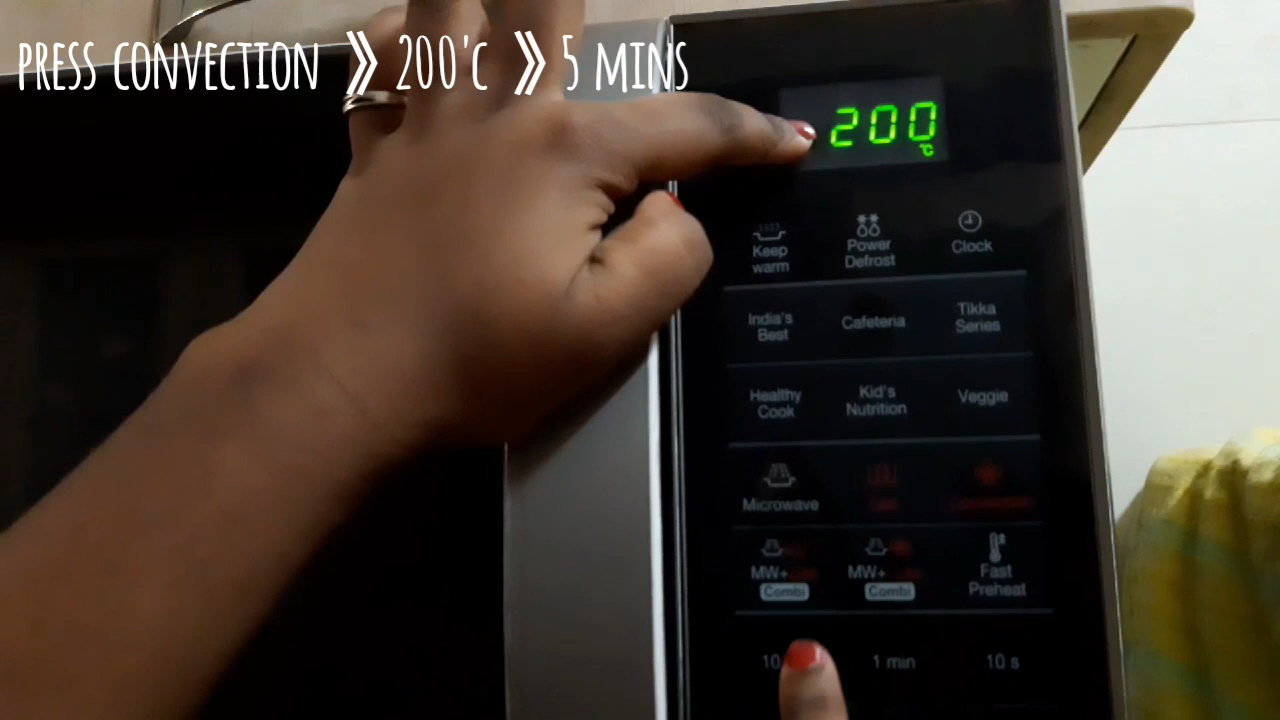 PRESS CONVECTION » 200'C » 5 MINS
200
°C
Keep warm
Power Defrost
Clock
India's Best
Cafeteria
Tikka Series
Healthy Cook
Kid's Nutrition
Veggie
Microwave
MW+
Combi
MW+
Combi
Fast Preheat
10
1 min
10 s